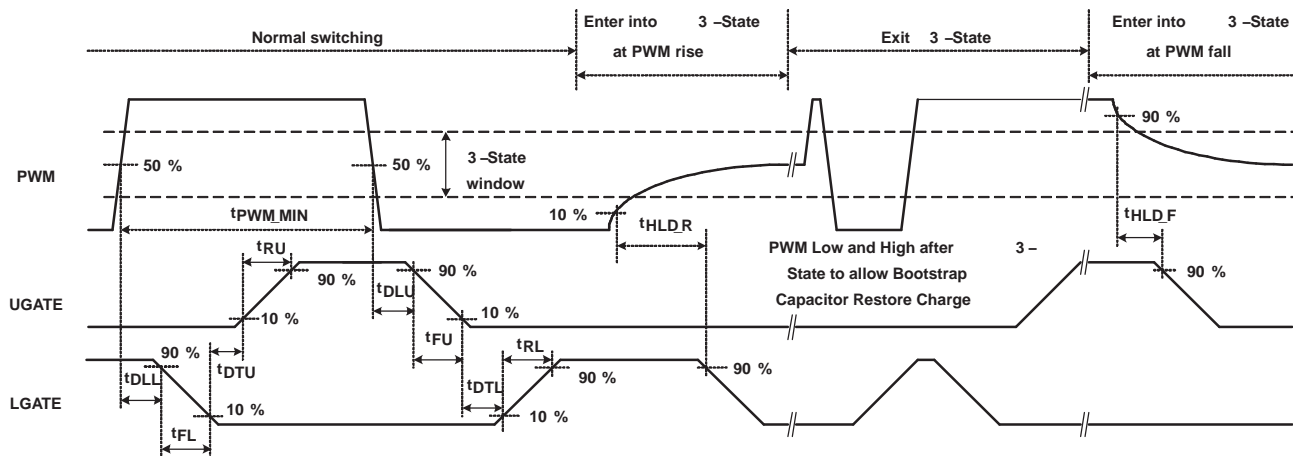 Normal switching
Enter into 3 –State
at PWM rise
Exit 3 –State
Enter into 3 –State
at PWM fall
90 %
50 %
50 %
3 –State
window
PWM
10 %
tPWM_MIN
tHLD_R
tHLD_F
tRU
PWM Low and High after 3 –
State to allow Bootstrap
Capacitor Restore Charge
90 %
90 %
90 %
tDLU
UGATE
10 %
10 %
tFU
tRL
90 %
tDTU
90 %
90 %
tDLL
tDTL
LGATE
10 %
10 %
tFL